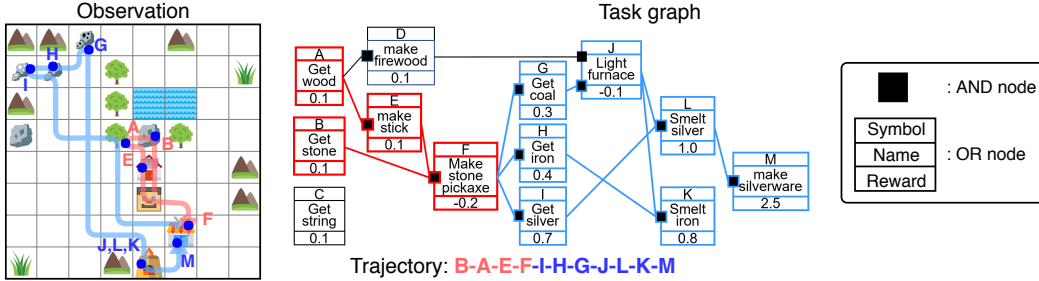 Observation
G
H
I
A
B
E
F
J,L,K
M
Task graph
A
Get
wood
0.1
B
Get
stone
0.1
C
Get
string
0.1
D
make
firewood
0.1
E
make
stick
0.1
F
Make
stone
pickaxe
-0.2
G
Get
coal
0.3
H
Get
iron
0.4
I
Get
silver
0.7
J
Light
furnace
-0.1
L
Smelt
silver
1.0
K
Smelt
iron
0.8
M
make
silverware
2.5
Trajectory: B-A-E-F-I-H-G-J-L-K-M
: AND node
Symbol
Name
Reward
: OR node